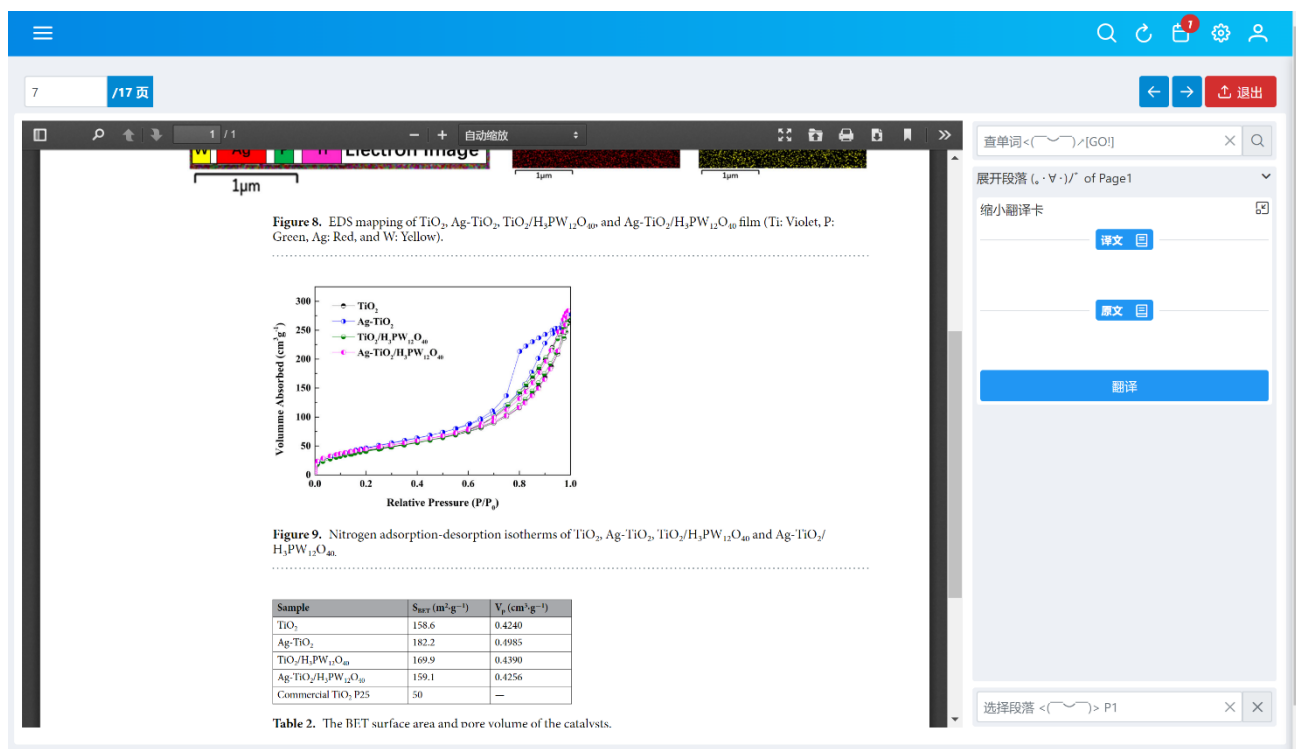 7
7
/17 页
退出
1 / 1
自动缩放
W Ag P Ti Electron Image
1μm
1μm
1μm
Figure 8. EDS mapping of TiO₂, Ag-TiO₂, TiO₂/H₃PW₁₂O₄₀, and Ag-TiO₂/H₃PW₁₂O₄₀ film (Ti: Violet, P:
Green, Ag: Red, and W: Yellow).
300
250
200
150
100
50
0
0.0 0.2 0.4 0.6 0.8 1.0
TiO₂
Ag-TiO₂
TiO₂/H₃PW₁₂O₄₀
Ag-TiO₂/H₃PW₁₂O₄₀
Volumme Absorbed (cm³g⁻¹)
Relative Pressure (P/P₀)
Figure 9. Nitrogen adsorption-desorption isotherms of TiO₂, Ag-TiO₂, TiO₂/H₃PW₁₂O₄₀ and Ag-TiO₂/
H₃PW₁₂O₄₀.
Sample S_BET (m²·g⁻¹) Vₚ (cm³·g⁻¹)
TiO₂ 158.6 0.4240
Ag-TiO₂ 182.2 0.4985
TiO₂/H₃PW₁₂O₄₀ 169.9 0.4390
Ag-TiO₂/H₃PW₁₂O₄₀ 159.1 0.4256
Commercial TiO₂ P25 50 —
Table 2. The BET surface area and pore volume of the catalysts.
查单词<(￣︶￣)↗[GO!]
展开段落 (｡･∀･)ﾉﾞ of Page1
缩小翻译卡
译文
原文
翻译
选择段落 <(￣︶￣)> P1